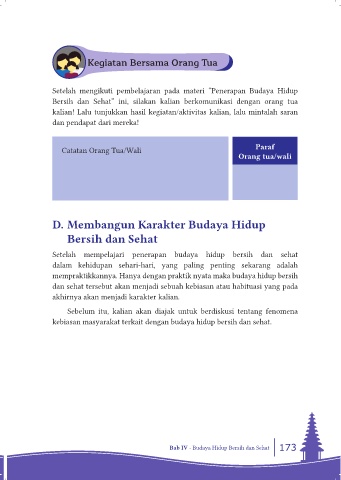 Kegiatan Bersama Orang Tua
Setelah mengikuti pembelajaran pada materi "Penerapan Budaya Hidup
Bersih dan Sehat" ini, silakan kalian berkomunikasi dengan orang tua
kalian! Lalu tunjukkan hasil kegiatan/aktivitas kalian, lalu mintalah saran
dan pendapat dari mereka!
Catatan Orang Tua/Wali
Paraf
Orang tua/wali
D. Membangun Karakter Budaya Hidup
Bersih dan Sehat
Setelah mempelajari penerapan budaya hidup bersih dan sehat
dalam kehidupan sehari-hari, yang paling penting sekarang adalah
mempraktikkannya. Hanya dengan praktik nyata maka budaya hidup bersih
dan sehat tersebut akan menjadi sebuah kebiasan atau habituasi yang pada
akhirnya akan menjadi karakter kalian.
Sebelum itu, kalian akan diajak untuk berdiskusi tentang fenomena
kebiasan masyarakat terkait dengan budaya hidup bersih dan sehat.
Bab IV - Budaya Hidup Bersih dan Sehat 173